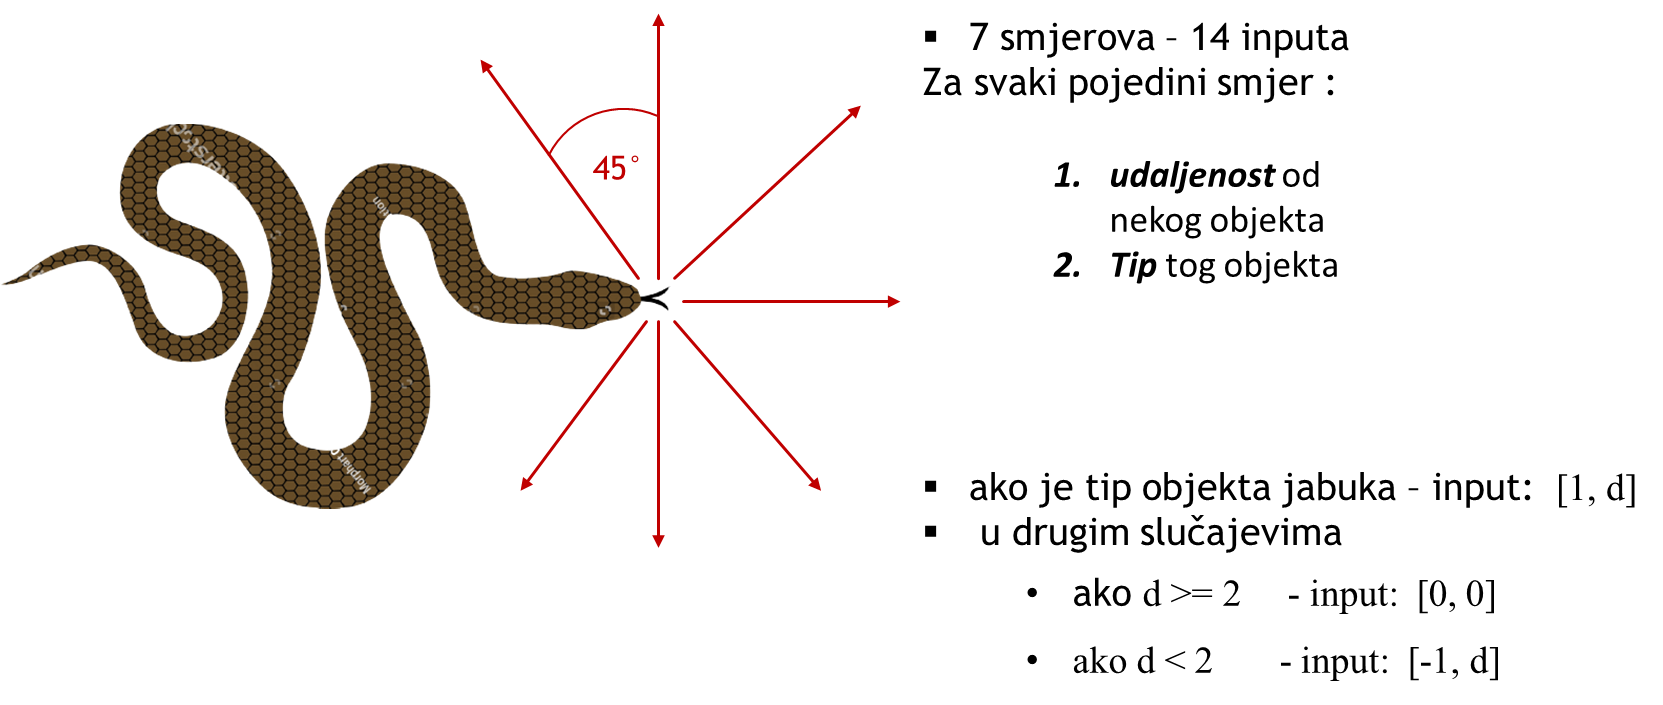 45°
▪ 7 smjerova – 14 inputa
Za svaki pojedini smjer :
1. udaljenost od
nekog objekta
2. Tip tog objekta
▪ ako je tip objekta jabuka – input: [1, d]
▪ u drugim slučajevima
• ako d >= 2 - input: [0, 0]
• ako d < 2 - input: [-1, d]